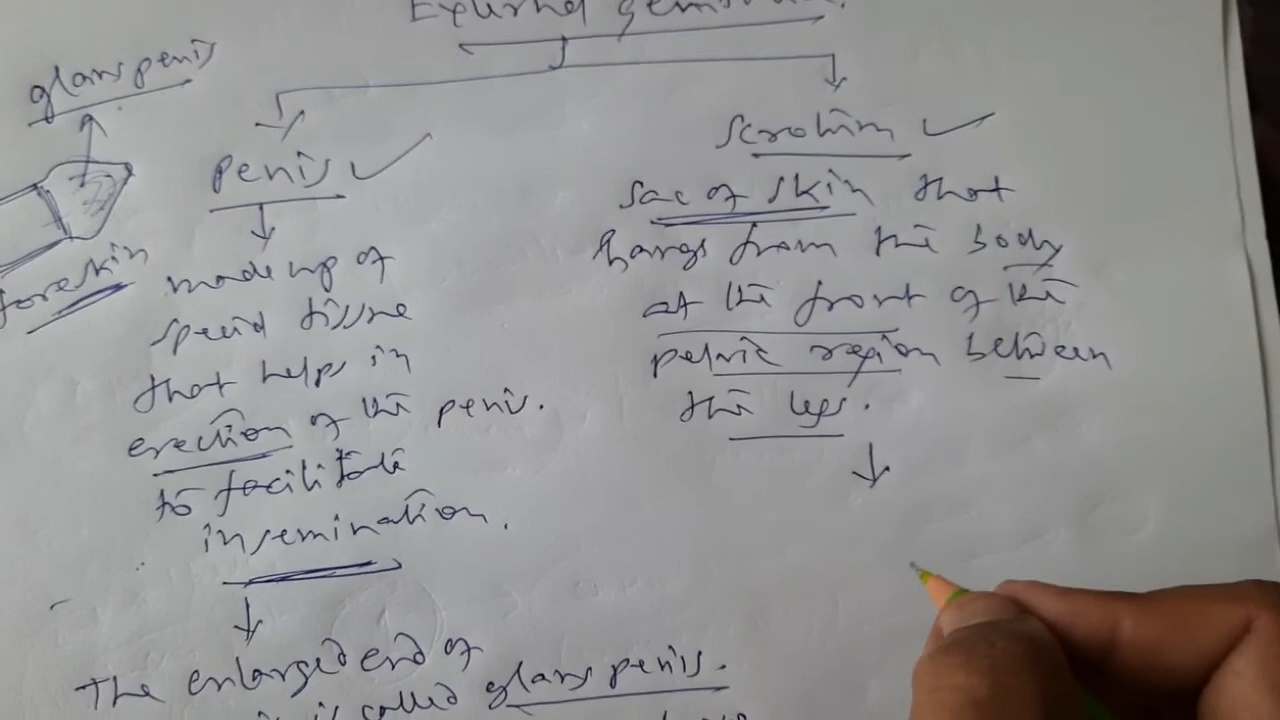 External genitalia.
glans penis
foreskin
penis
made up of
special tissue
that helps in
erection of the penis.
to facilitate
insemination.
The enlarged end of
is called glans penis.
Scrotum
Sac of skin that
hangs from the body
at the front of the
pelvic region between
the legs.